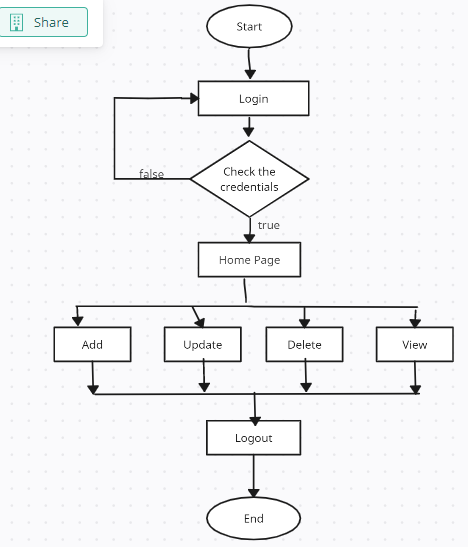 Share
Start
Login
Check the
credentials
false
true
Home Page
Add
Update
Delete
View
Logout
End